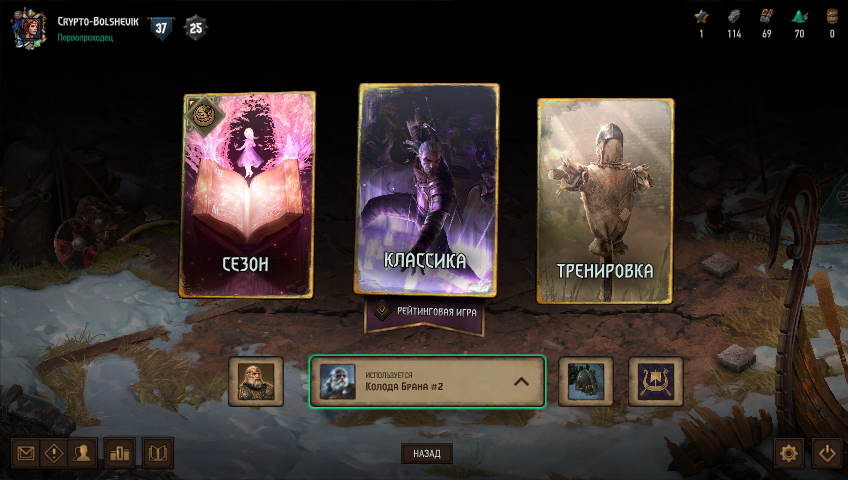 Crypto-Bolshevik
Первопроходец
37
25
1
114
69
70
0
СЕЗОН
КЛАССИКА
ТРЕНИРОВКА
РЕЙТИНГОВАЯ ИГРА
ИСПОЛЬЗУЕТСЯ
Колода Брана #2
НАЗАД